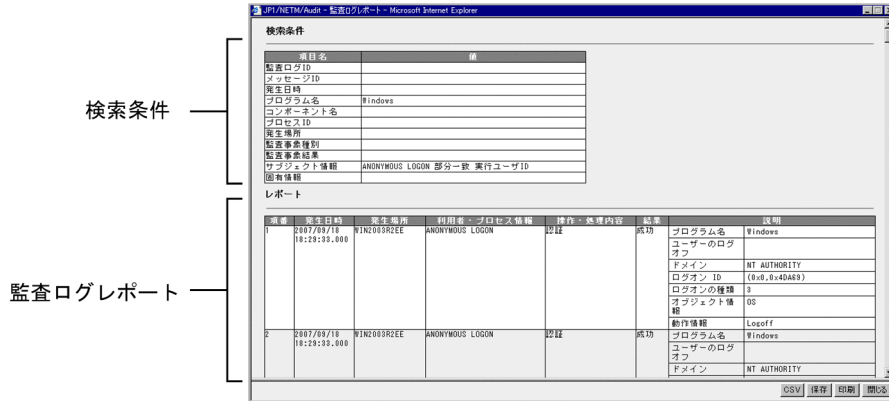 JP1/NETM/Audit - 監査ログレポート - Microsoft Internet Explorer
検索条件
検索条件
項目名 値
監査ログID
メッセージID
発生日時
プログラム名 Windows
コンポーネント名
プロセスID
発生場所
監査事象種別
監査事象結果
サブジェクト情報 ANONYMOUS LOGON 部分一致 実行ユーザID
固有情報
レポート
監査ログレポート
項番 発生日時 発生場所 利用者・プロセス情報 操作・処理内容 結果 説明
1 2007/09/18 WIN2003R2EE ANONYMOUS LOGON 認証 成功 プログラム名 Windows
18:29:33.000
ユーザーのログ
オフ
ドメイン NT AUTHORITY
ログオン ID (0x0,0x4DA69)
ログオンの種類 3
オブジェクト情 OS
報
動作情報 Logoff
2 2007/09/18 WIN2003R2EE ANONYMOUS LOGON 認証 成功 プログラム名 Windows
18:29:33.000
ユーザーのログ
オフ
ドメイン NT AUTHORITY
CSV 保存 印刷 閉じる